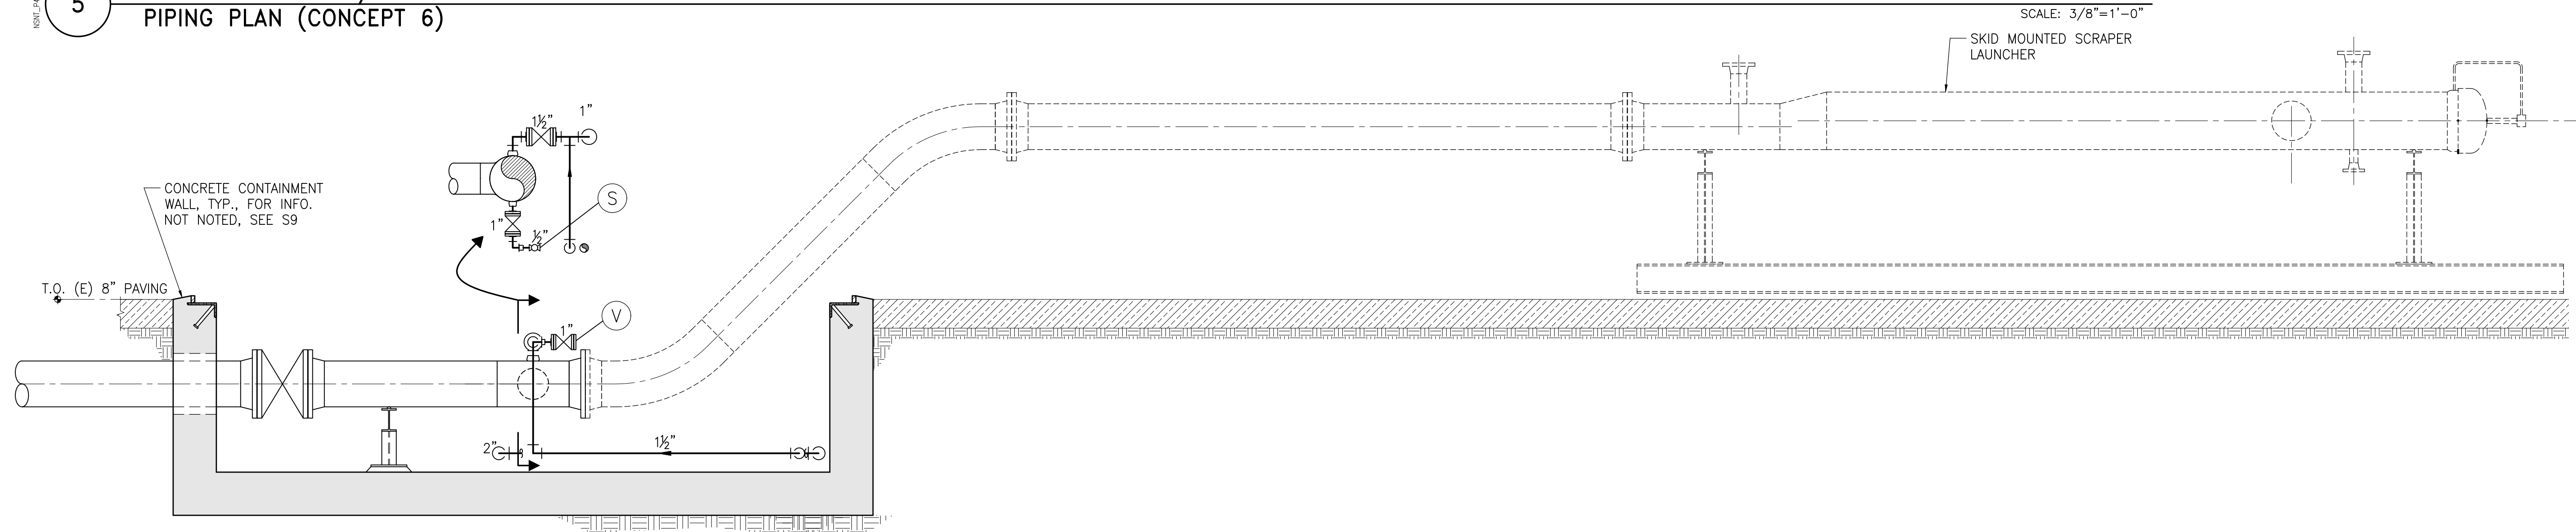 5
PIPING PLAN (CONCEPT 6)
SCALE: 3/8"=1'-0"
SKID MOUNTED SCRAPER
LAUNCHER
1"
1½"
CONCRETE CONTAINMENT
WALL, TYP., FOR INFO.
NOT NOTED, SEE S9
S
1"
½"
T.O. (E) 8" PAVING
V
1"
2"
1½"